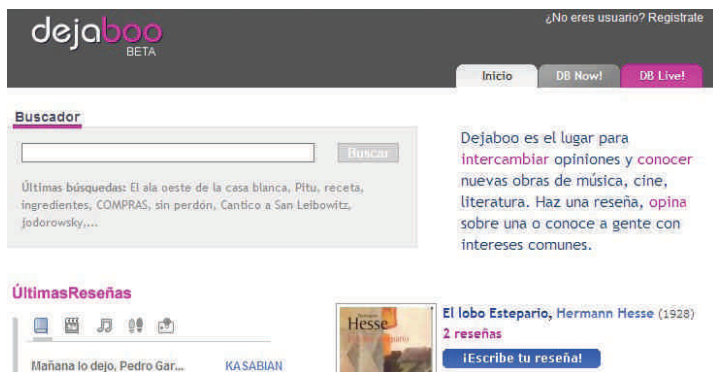 ¿No eres usuario? Registrate
dejaboo
BETA
Inicio
DB Now!
DB Live!
Buscador
Buscar
Últimas búsquedas: El ala oeste de la casa blanca, Pitu, receta,
ingredientes, COMPRAS, sin perdón, Cantico a San Leibowitz,
jodorowsky,...
Dejaboo es el lugar para
intercambiar opiniones y conocer
nuevas obras de música, cine,
literatura. Haz una reseña, opina
sobre una o conoce a gente con
intereses comunes.
ÚltimasReseñas
Mañana lo dejo, Pedro Gar...
KASABIAN
Hesse
El lobo Estepario, Hermann Hesse (1928)
2 reseñas
¡Escribe tu reseña!